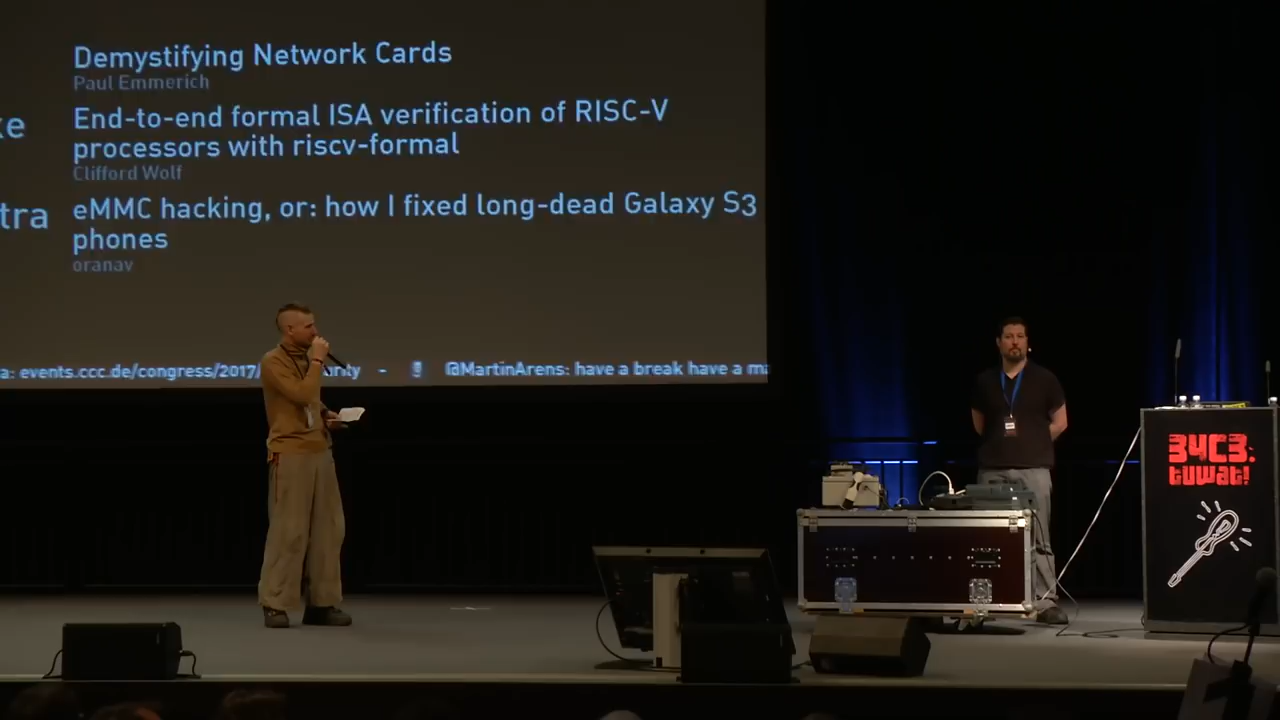 Demystifying Network Cards
Paul Emmerich
ke
End-to-end formal ISA verification of RISC-V
processors with riscv-formal
Clifford Wolf
tra
eMMC hacking, or: how I fixed long-dead Galaxy S3
phones
oranav
a: events.ccc.de/congress/2017/ rity - @MartinArens: have a break have a ma
34C3:
tuwat!